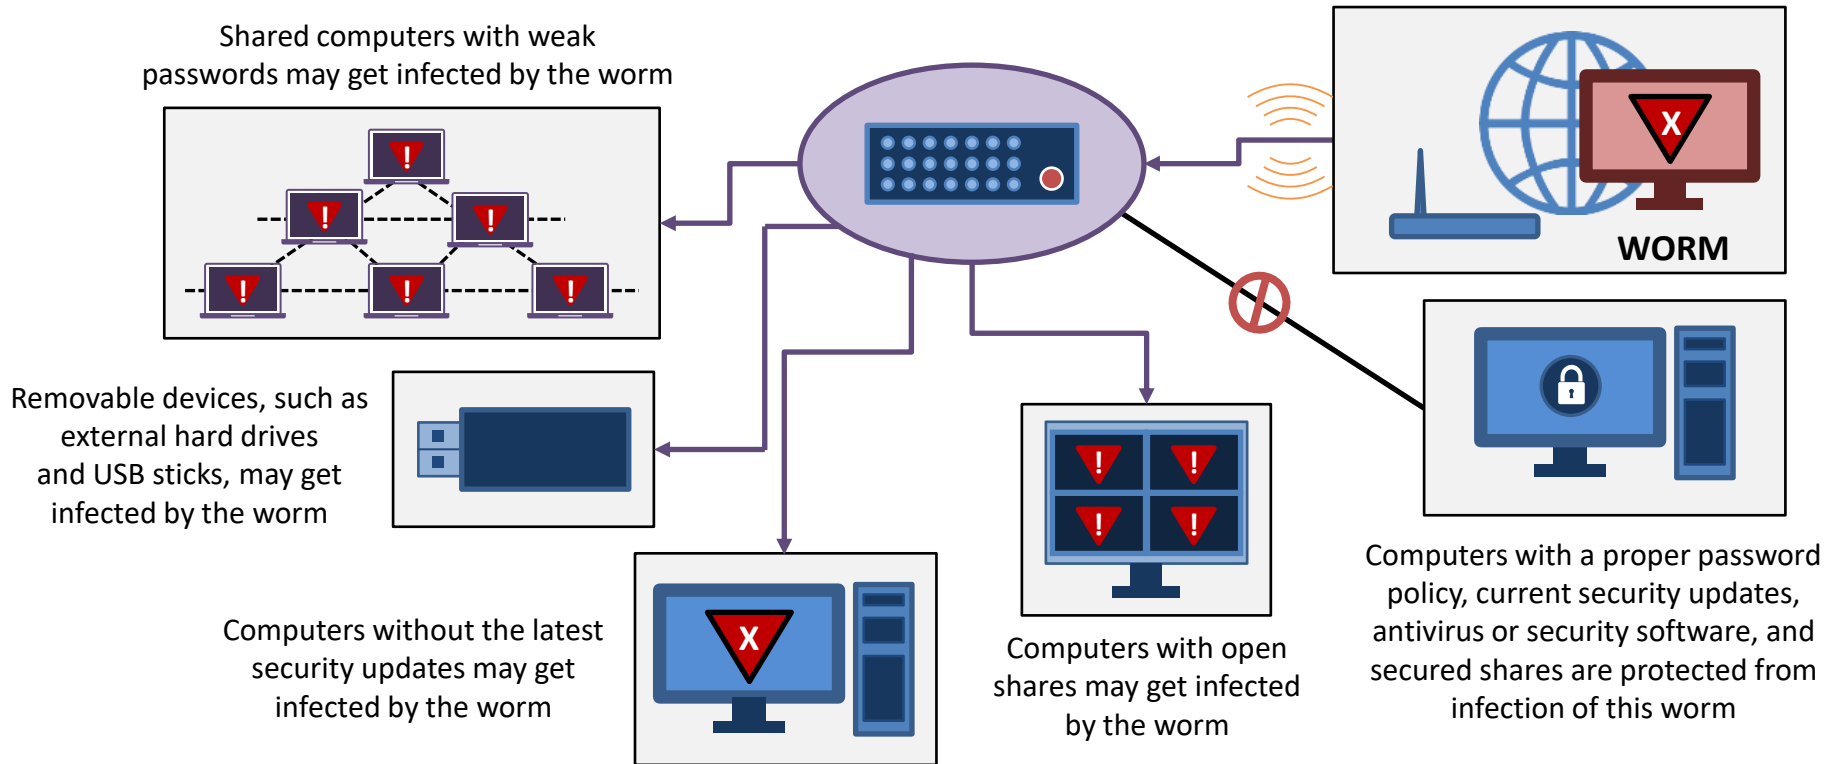 Shared computers with weak
passwords may get infected by the worm
!
!
!
!
!
!
X
WORM
Removable devices, such as
external hard drives
and USB sticks, may get
infected by the worm
!
!
!
!
Computers without the latest
security updates may get
infected by the worm
X
Computers with open
shares may get infected
by the worm
Computers with a proper password
policy, current security updates,
antivirus or security software, and
secured shares are protected from
infection of this worm